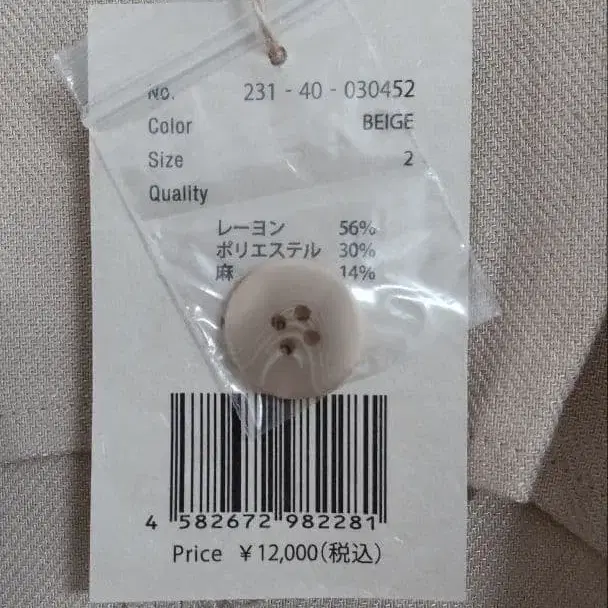 No. 231 - 40 - 030452
Color BEIGE
Size 2
Quality
レーヨン 56%
ポリエステル 30%
麻 14%
4 582672 982281
Price ¥12,000(税込)